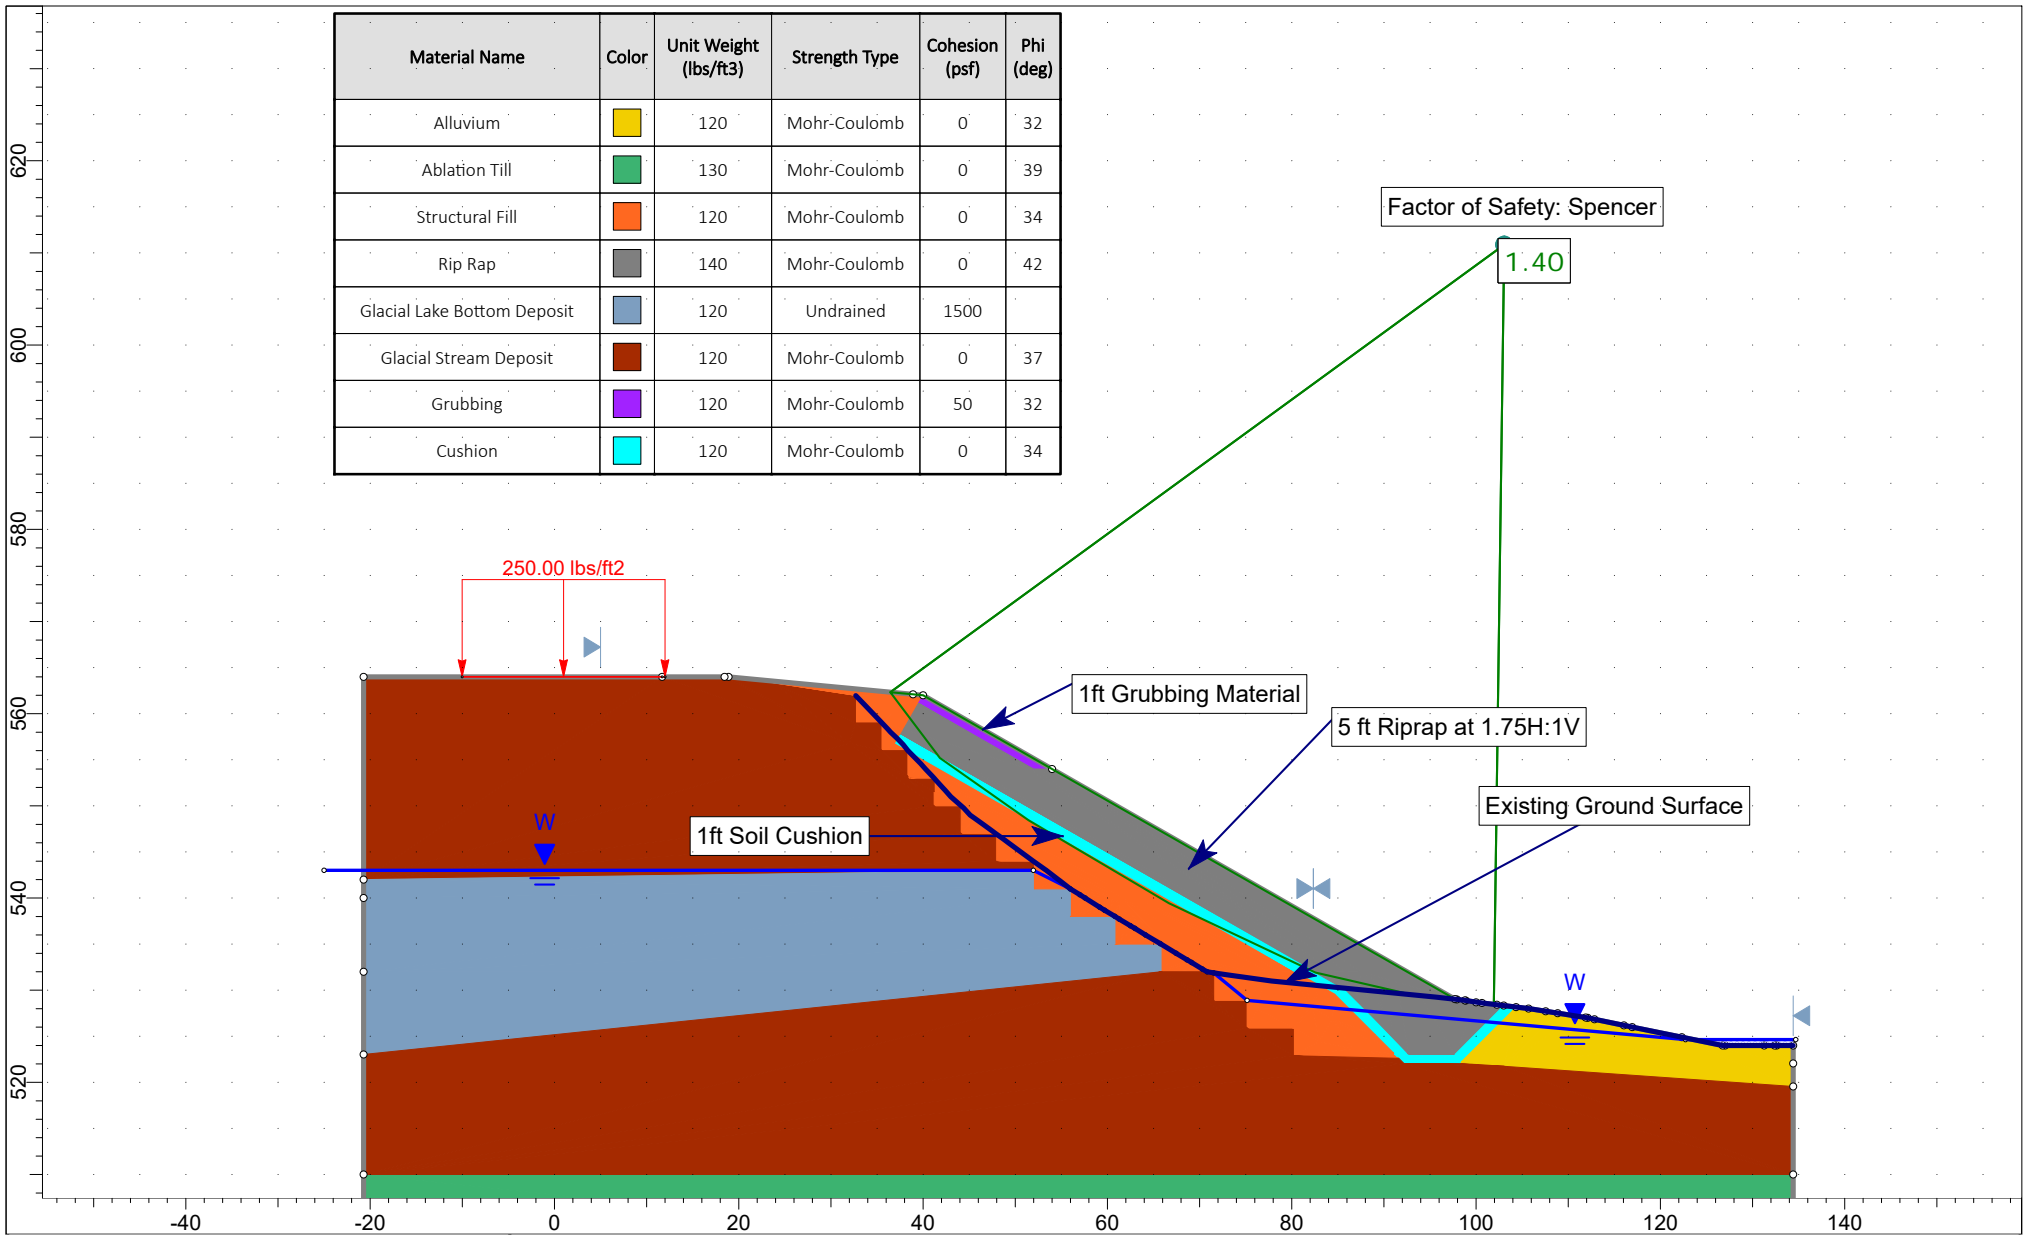 Material Name Color Unit Weight (lbs/ft3) Strength Type Cohesion (psf) Phi (deg)
Alluvium 120 Mohr-Coulomb 0 32
Ablation Till 130 Mohr-Coulomb 0 39
Structural Fill 120 Mohr-Coulomb 0 34
Rip Rap 140 Mohr-Coulomb 0 42
Glacial Lake Bottom Deposit 120 Undrained 1500
Glacial Stream Deposit 120 Mohr-Coulomb 0 37
Grubbing 120 Mohr-Coulomb 50 32
Cushion 120 Mohr-Coulomb 0 34
Factor of Safety: Spencer
1.40
250.00 lbs/ft2
1ft Grubbing Material
5 ft Riprap at 1.75H:1V
Existing Ground Surface
1ft Soil Cushion
W
W
620
600
580
560
540
520
-40 -20 0 20 40 60 80 100 120 140